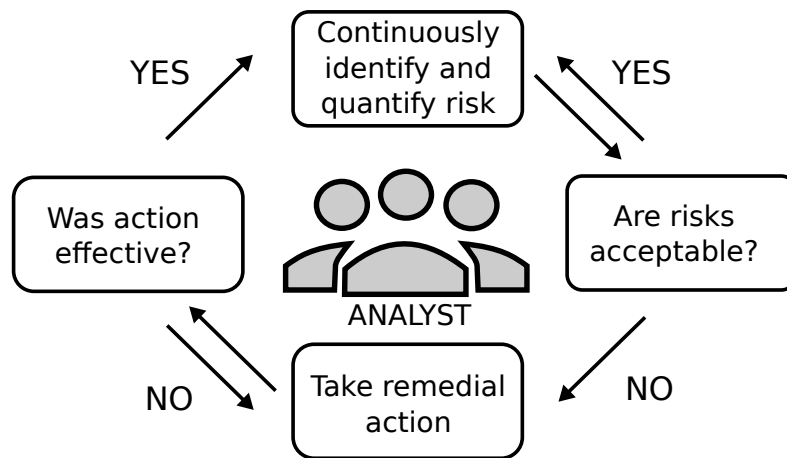 Continuously
identify and
quantify risk
YES
YES
Was action
effective?
Are risks
acceptable?
ANALYST
Take remedial
action
NO
NO